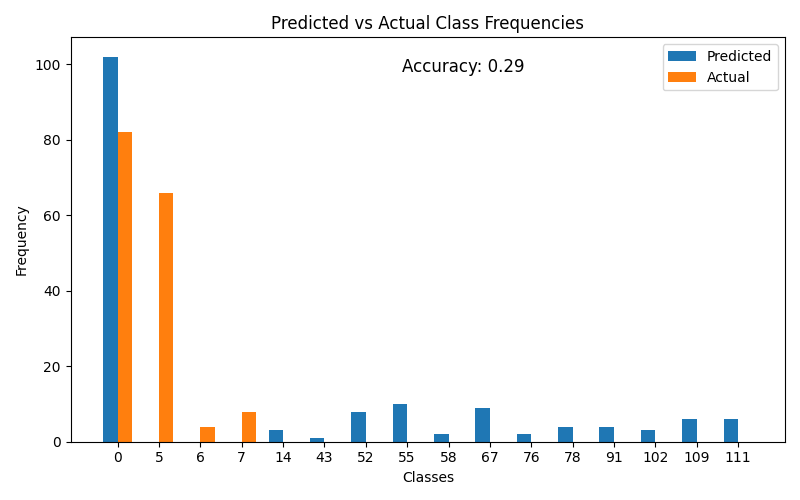 Predicted vs Actual Class Frequencies
Accuracy: 0.29
Predicted
Actual
Frequency
100
80
60
40
20
0
0 5 6 7 14 43 52 55 58 67 76 78 91 102 109 111
Classes